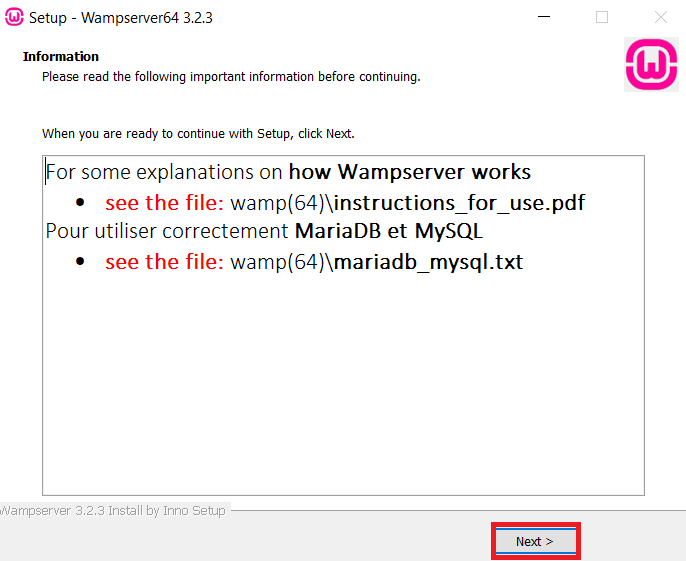 Setup - Wampserver64 3.2.3
Information
Please read the following important information before continuing.
When you are ready to continue with Setup, click Next.
For some explanations on how Wampserver works
• see the file: wamp(64)\instructions_for_use.pdf
Pour utiliser correctement MariaDB et MySQL
• see the file: wamp(64)\mariadb_mysql.txt
Wampserver 3.2.3 Install by Inno Setup
Next >